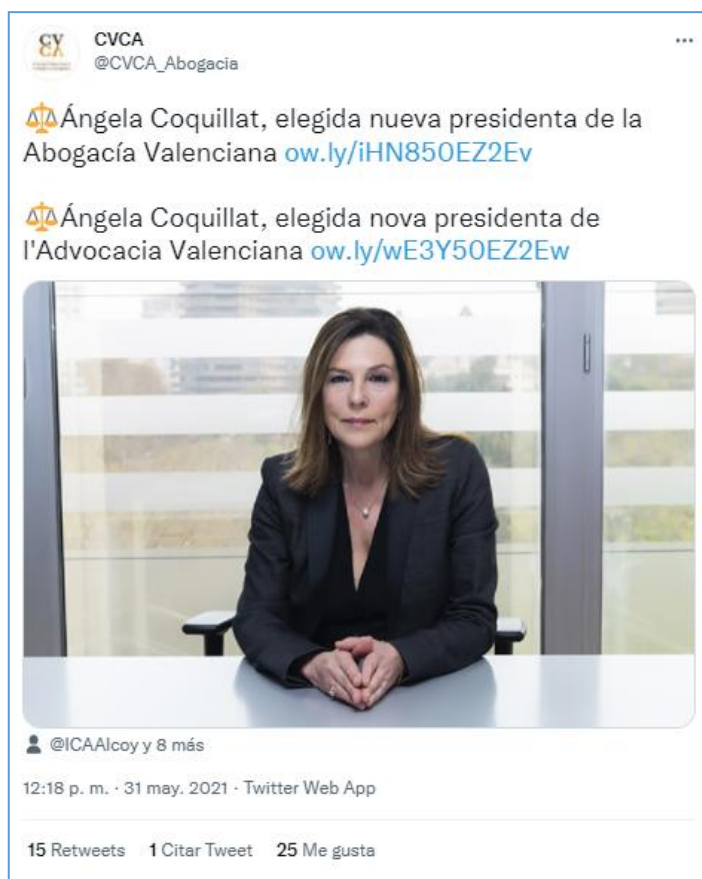 CVCA
@CVCA_Abogacia
Ángela Coquillat, elegida nueva presidenta de la
Abogacía Valenciana ow.ly/iHN850EZ2Ev
Ángela Coquillat, elegida nova presidenta de
l'Advocacia Valenciana ow.ly/wE3Y50EZ2Ew
@ICAAlcoy y 8 más
12:18 p. m. · 31 may. 2021 · Twitter Web App
15 Retweets 1 Citar Tweet 25 Me gusta